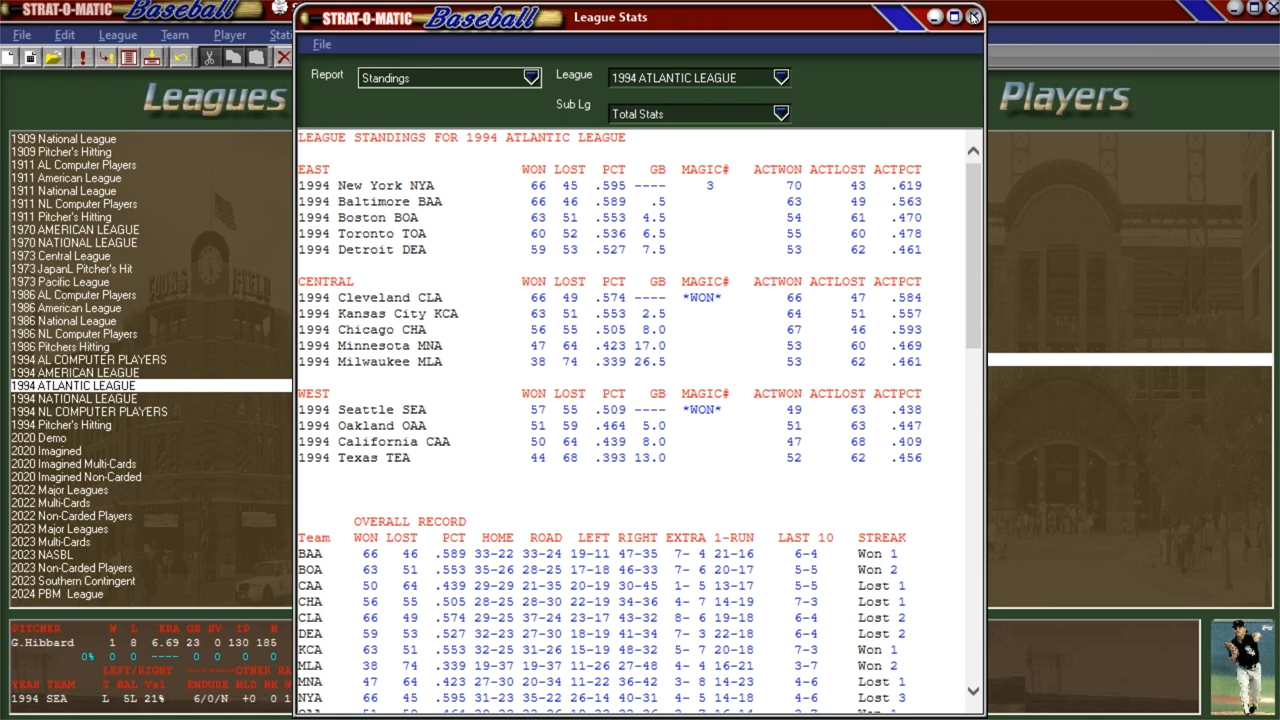 STRAT-O-MATIC Baseball
File Edit League Team Player
Leagues
1909 National League
1909 Pitcher's Hitting
1911 AL Computer Players
1911 American League
1911 National League
1911 NL Computer Players
1911 Pitcher's Hitting
1970 AMERICAN LEAGUE
1970 NATIONAL LEAGUE
1973 Central League
1973 JapanL Pitcher's Hit
1973 Pacific League
1986 AL Computer Players
1986 American League
1986 National League
1986 NL Computer Players
1986 Pitchers Hitting
1994 AL COMPUTER PLAYERS
1994 AMERICAN LEAGUE
1994 ATLANTIC LEAGUE
1994 NATIONAL LEAGUE
1994 NL COMPUTER PLAYERS
1994 Pitcher's Hitting
2020 Demo
2020 Imagined
2020 Imagined Multi-Cards
2020 Imagined Non-Carded
2022 Major Leagues
2022 Multi-Cards
2022 Non-Carded Players
2023 Major Leagues
2023 Multi-Cards
2023 NASBL
2023 Non-Carded Players
2023 Southern Contingent
2024 PBM League
PITCHER W L ERA GS SV IP H
G.Hibbard 1 8 6.69 23 0 130 185
0% 0 0 ---- 0 0 0 0
LEFT/RIGHT -------OTHER RA
YEAR TEAM T BAL Val ENDURE HLD BK W
1994 SEA L 5L 21% 6/0/N +0 0 1
STRAT-O-MATIC Baseball League Stats
File
Report Standings League 1994 ATLANTIC LEAGUE
Sub Lg Total Stats
LEAGUE STANDINGS FOR 1994 ATLANTIC LEAGUE
EAST WON LOST PCT GB MAGIC# ACTWON ACTLOST ACTPCT
1994 New York NYA 66 45 .595 ---- 3 70 43 .619
1994 Baltimore BAA 66 46 .589 .5 63 49 .563
1994 Boston BOA 63 51 .553 4.5 54 61 .470
1994 Toronto TOA 60 52 .536 6.5 55 60 .478
1994 Detroit DEA 59 53 .527 7.5 53 62 .461
CENTRAL WON LOST PCT GB MAGIC# ACTWON ACTLOST ACTPCT
1994 Cleveland CLA 66 49 .574 ---- *WON* 66 47 .584
1994 Kansas City KCA 63 51 .553 2.5 64 51 .557
1994 Chicago CHA 56 55 .505 8.0 67 46 .593
1994 Minnesota MNA 47 64 .423 17.0 53 60 .469
1994 Milwaukee MLA 38 74 .339 26.5 53 62 .461
WEST WON LOST PCT GB MAGIC# ACTWON ACTLOST ACTPCT
1994 Seattle SEA 57 55 .509 ---- *WON* 49 63 .438
1994 Oakland OAA 51 59 .464 5.0 51 63 .447
1994 California CAA 50 64 .439 8.0 47 68 .409
1994 Texas TEA 44 68 .393 13.0 52 62 .456
OVERALL RECORD
Team WON LOST PCT HOME ROAD LEFT RIGHT EXTRA 1-RUN LAST 10 STREAK
BAA 66 46 .589 33-22 33-24 19-11 47-35 7- 4 21-16 6-4 Won 1
BOA 63 51 .553 35-26 28-25 17-18 46-33 7- 6 20-17 5-5 Won 2
CAA 50 64 .439 29-29 21-35 20-19 30-45 1- 5 13-17 5-5 Lost 1
CHA 56 55 .505 28-25 28-30 22-19 34-36 4- 7 14-19 7-3 Lost 1
CLA 66 49 .574 29-25 37-24 23-17 43-32 8- 6 19-18 6-4 Lost 2
DEA 59 53 .527 32-23 27-30 18-19 41-34 7- 3 22-18 6-4 Lost 2
KCA 63 51 .553 32-25 31-26 15-19 48-32 5- 7 20-18 7-3 Won 1
MLA 38 74 .339 19-37 19-37 11-26 27-48 4- 4 16-21 3-7 Won 2
MNA 47 64 .423 27-30 20-34 11-22 36-42 3- 8 14-23 4-6 Lost 1
NYA 66 45 .595 31-23 35-22 26-14 40-31 4- 5 14-18 4-6 Lost 3
Players